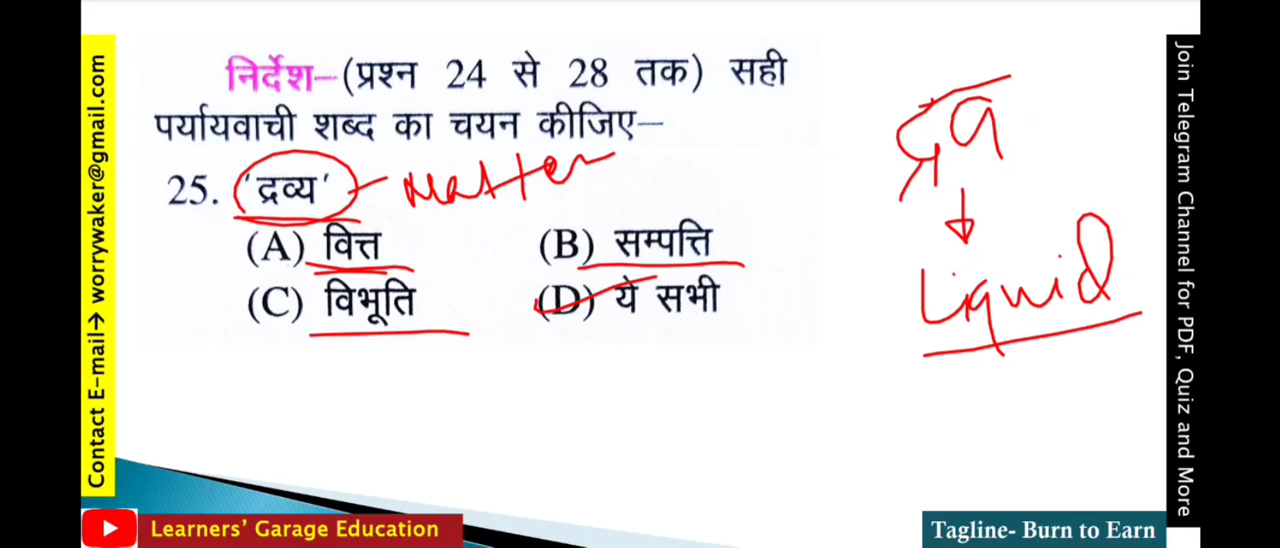 निर्देश–(प्रश्न 24 से 28 तक) सही
पर्यायवाची शब्द का चयन कीजिए–
25. 'द्रव्य' Matter
(A) वित्त (B) सम्पत्ति
(C) विभूति (D) ये सभी
द्रव
Liquid
Contact E-mail→ worrywaker@gmail.com
Join Telegram Channel for PDF, Quiz and More
Learners' Garage Education
Tagline- Burn to Earn